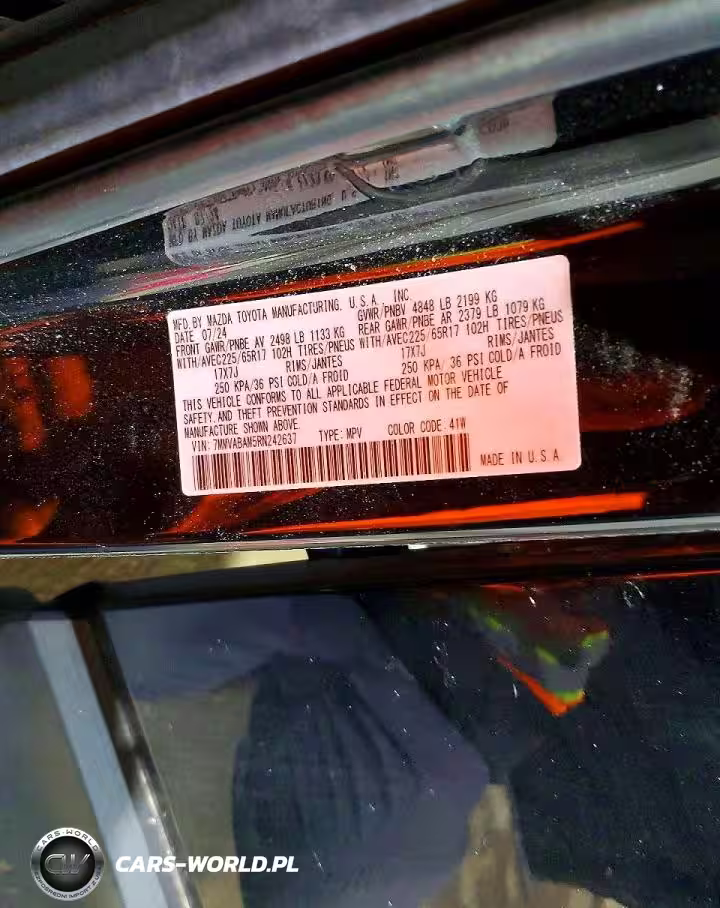 MFD. BY MAZDA TOYOTA MANUFACTURING, U.S.A., INC.
DATE 07/24 GVWR/PNBV 4848 LB 2199 KG
FRONT GAWR/PNBE AV 2498 LB 1133 KG REAR GAWR/PNBE AR 2379 LB 1079 KG
WITH/AVEC225/65R17 102H TIRES/PNEUS WITH/AVEC225/65R17 102H TIRES/PNEUS
17X7J RIMS/JANTES 17X7J RIMS/JANTES
250 KPA/36 PSI COLD/A FROID 250 KPA/ 36 PSI COLD/A FROID
THIS VEHICLE CONFORMS TO ALL APPLICABLE FEDERAL MOTOR VEHICLE
SAFETY, AND THEFT PREVENTION STANDARDS IN EFFECT ON THE DATE OF
MANUFACTURE SHOWN ABOVE.
VIN: 7MMVABAM5RN242637 TYPE: MPV COLOR CODE: 41W
MADE IN U.S.A.
CARS-WORLD
CW
CARS-WORLD.PL